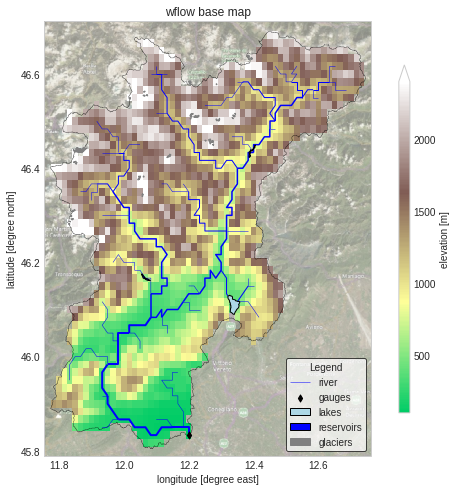 wflow base map
latitude [degree north]
46.6
46.4
46.2
46.0
45.8
11.8 12.0 12.2 12.4 12.6
longitude [degree east]
Legend
river
gauges
lakes
reservoirs
glaciers
2000
1500
1000
500
elevation [m]